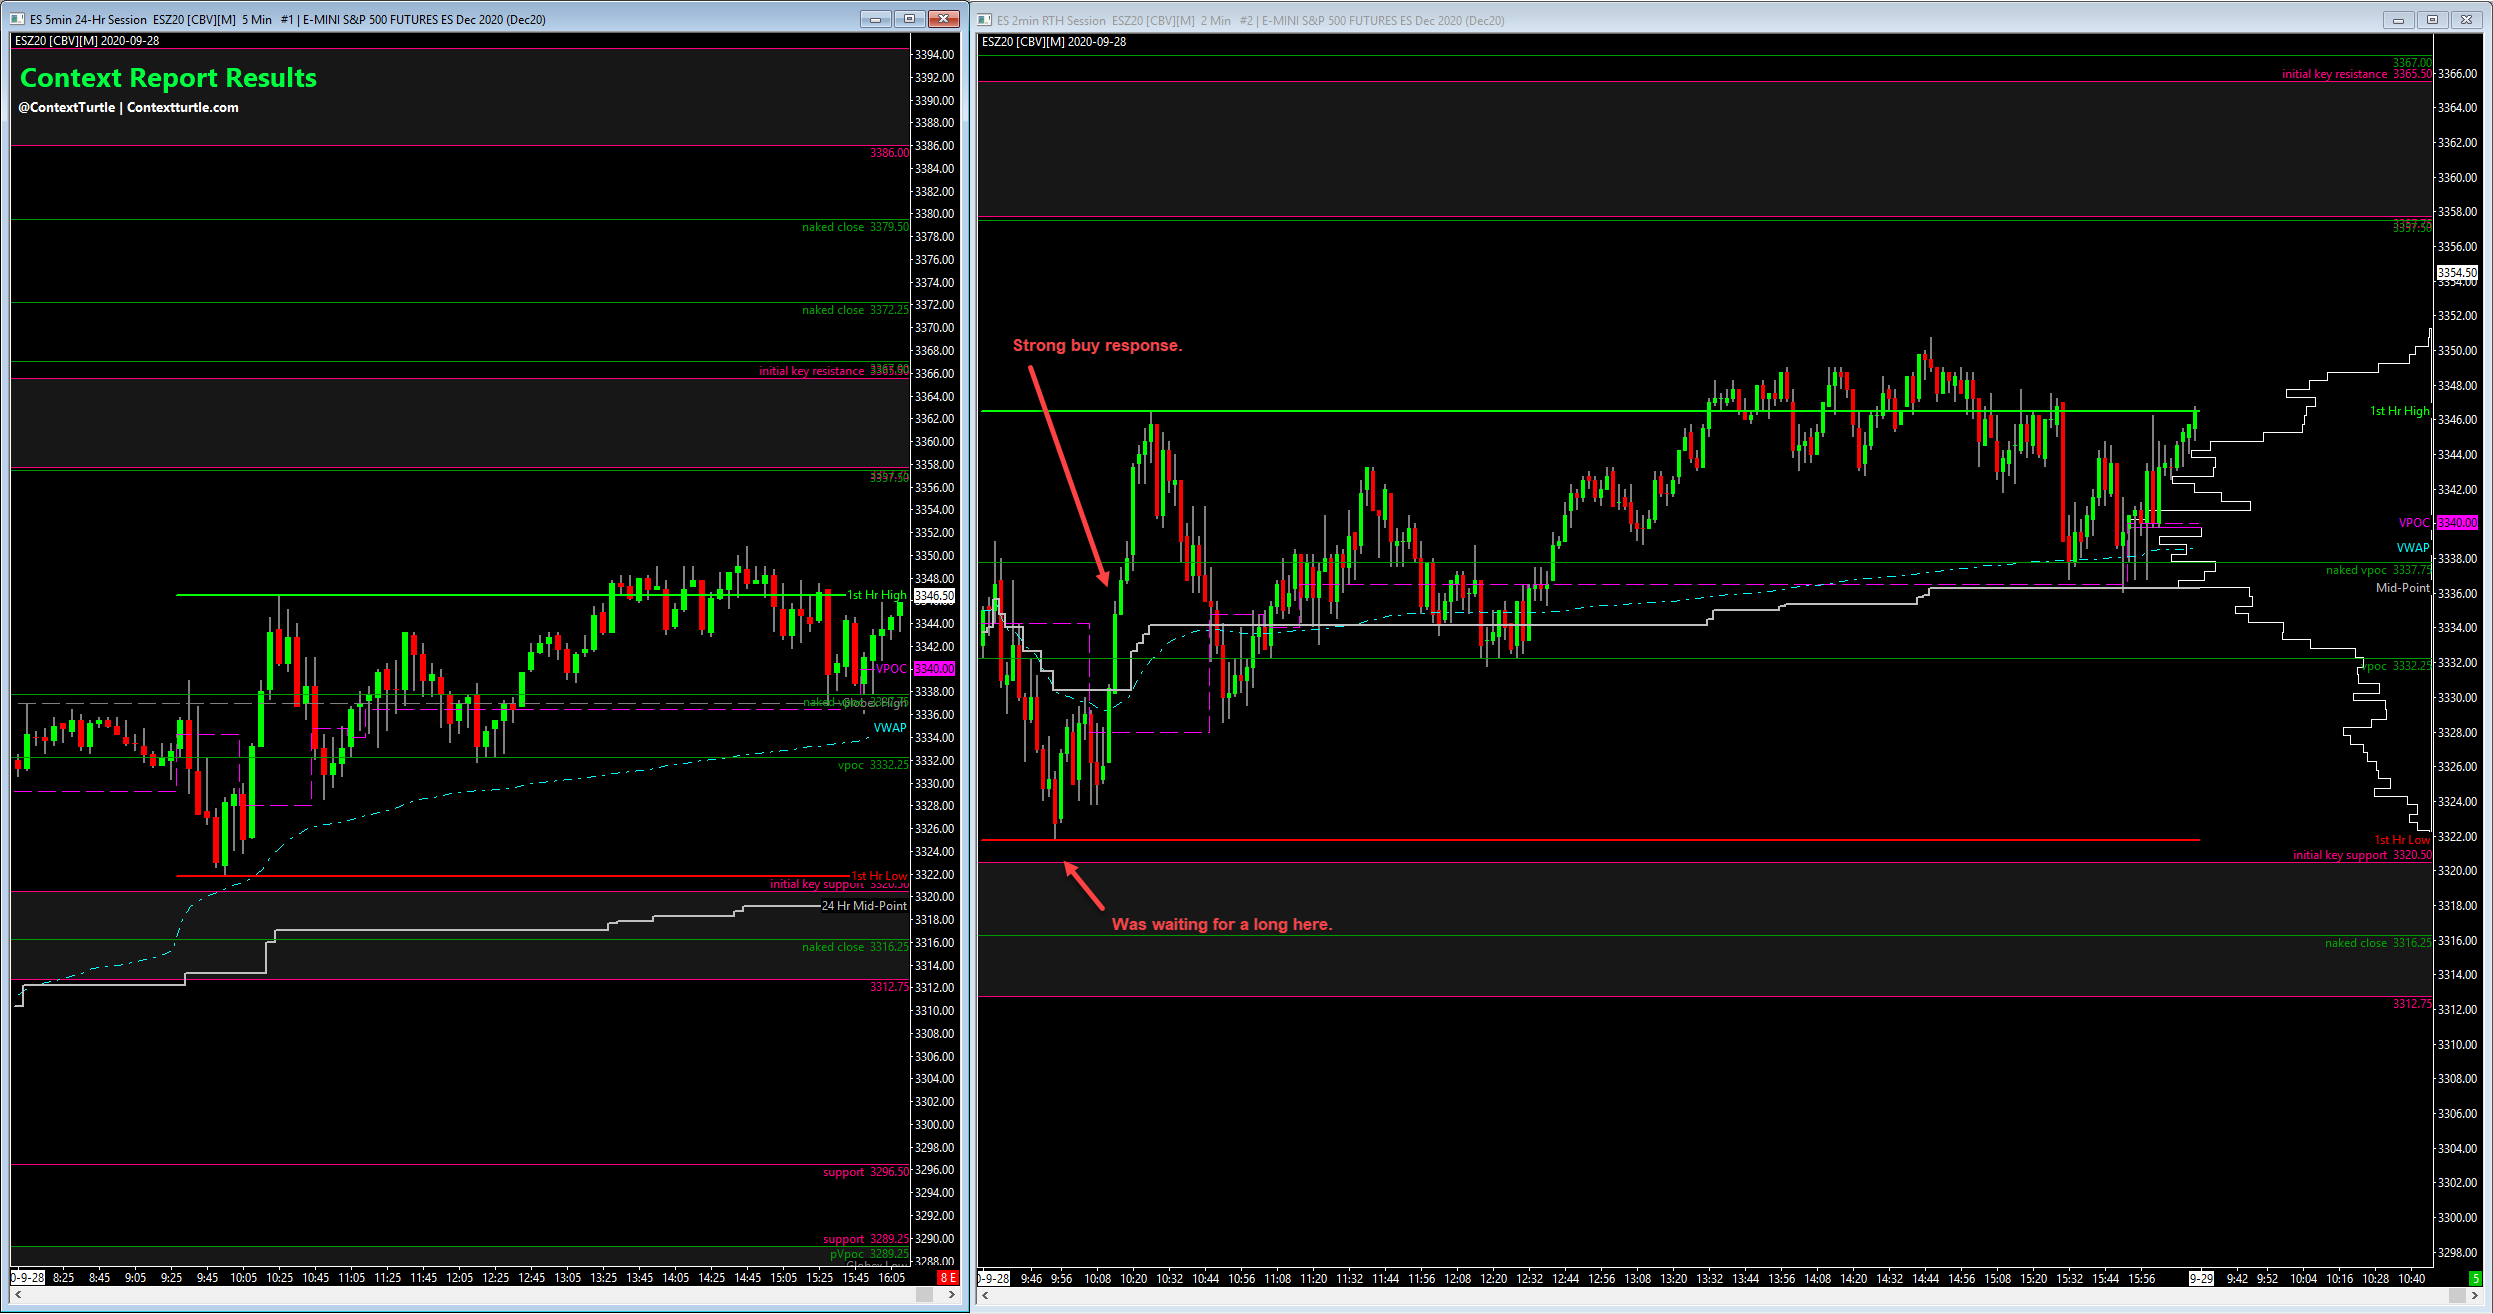 ES 5min 24-Hr Session ESZ20 [CBV][M] 5 Min #1 | E-MINI S&P 500 FUTURES ES Dec 2020 (Dec20)
ESZ20 [CBV][M] 2020-09-28
Context Report Results
@ContextTurtle | Contextturtle.com
3386.00
naked close 3379.50
naked close 3372.25
initial key resistance
1st Hr High
VPOC
VWAP
vpoc 3332.25
1st Hr Low
initial key support 3320.50
24 Hr Mid-Point
naked close 3316.25
3312.75
support 3296.50
support 3289.25
pVpoc 3289.25
3394.00
3392.00
3390.00
3388.00
3386.00
3384.00
3382.00
3380.00
3378.00
3376.00
3374.00
3372.00
3370.00
3368.00
3366.00
3364.00
3362.00
3360.00
3358.00
3356.00
3354.00
3352.00
3350.00
3348.00
3346.50
3344.00
3342.00
3340.00
3338.00
3336.00
3334.00
3332.00
3330.00
3328.00
3326.00
3324.00
3322.00
3320.00
3318.00
3316.00
3314.00
3312.00
3310.00
3308.00
3306.00
3304.00
3302.00
3300.00
3298.00
3296.00
3294.00
3292.00
3290.00
3288.00
0-9-28 8:25 8:45 9:05 9:25 9:45 10:05 10:25 10:45 11:05 11:25 11:45 12:05 12:25 12:45 13:05 13:25 13:45 14:05 14:25 14:45 15:05 15:25 15:45 16:05 8 E
ES 2min RTH Session ESZ20 [CBV][M] 2 Min #2 | E-MINI S&P 500 FUTURES ES Dec 2020 (Dec20)
ESZ20 [CBV][M] 2020-09-28
3367.00
initial key resistance 3365.50
Strong buy response.
1st Hr High
VPOC
VWAP
naked vpoc 3337.75
Mid-Point
vpoc 3332.25
1st Hr Low
initial key support 3320.50
Was waiting for a long here.
naked close 3316.25
3312.75
3366.00
3364.00
3362.00
3360.00
3358.00
3356.00
3354.50
3354.00
3352.00
3350.00
3348.00
3346.00
3344.00
3342.00
3340.00
3338.00
3336.00
3334.00
3332.00
3330.00
3328.00
3326.00
3324.00
3322.00
3320.00
3318.00
3316.00
3314.00
3312.00
3310.00
3308.00
3306.00
3304.00
3302.00
3300.00
3298.00
0-9-28 9:46 9:56 10:08 10:20 10:32 10:44 10:56 11:08 11:20 11:32 11:44 11:56 12:08 12:20 12:32 12:44 12:56 13:08 13:20 13:32 13:44 13:56 14:08 14:20 14:32 14:44 14:56 15:08 15:20 15:32 15:44 15:56 9-29 9:42 9:52 10:04 10:16 10:28 10:40 5